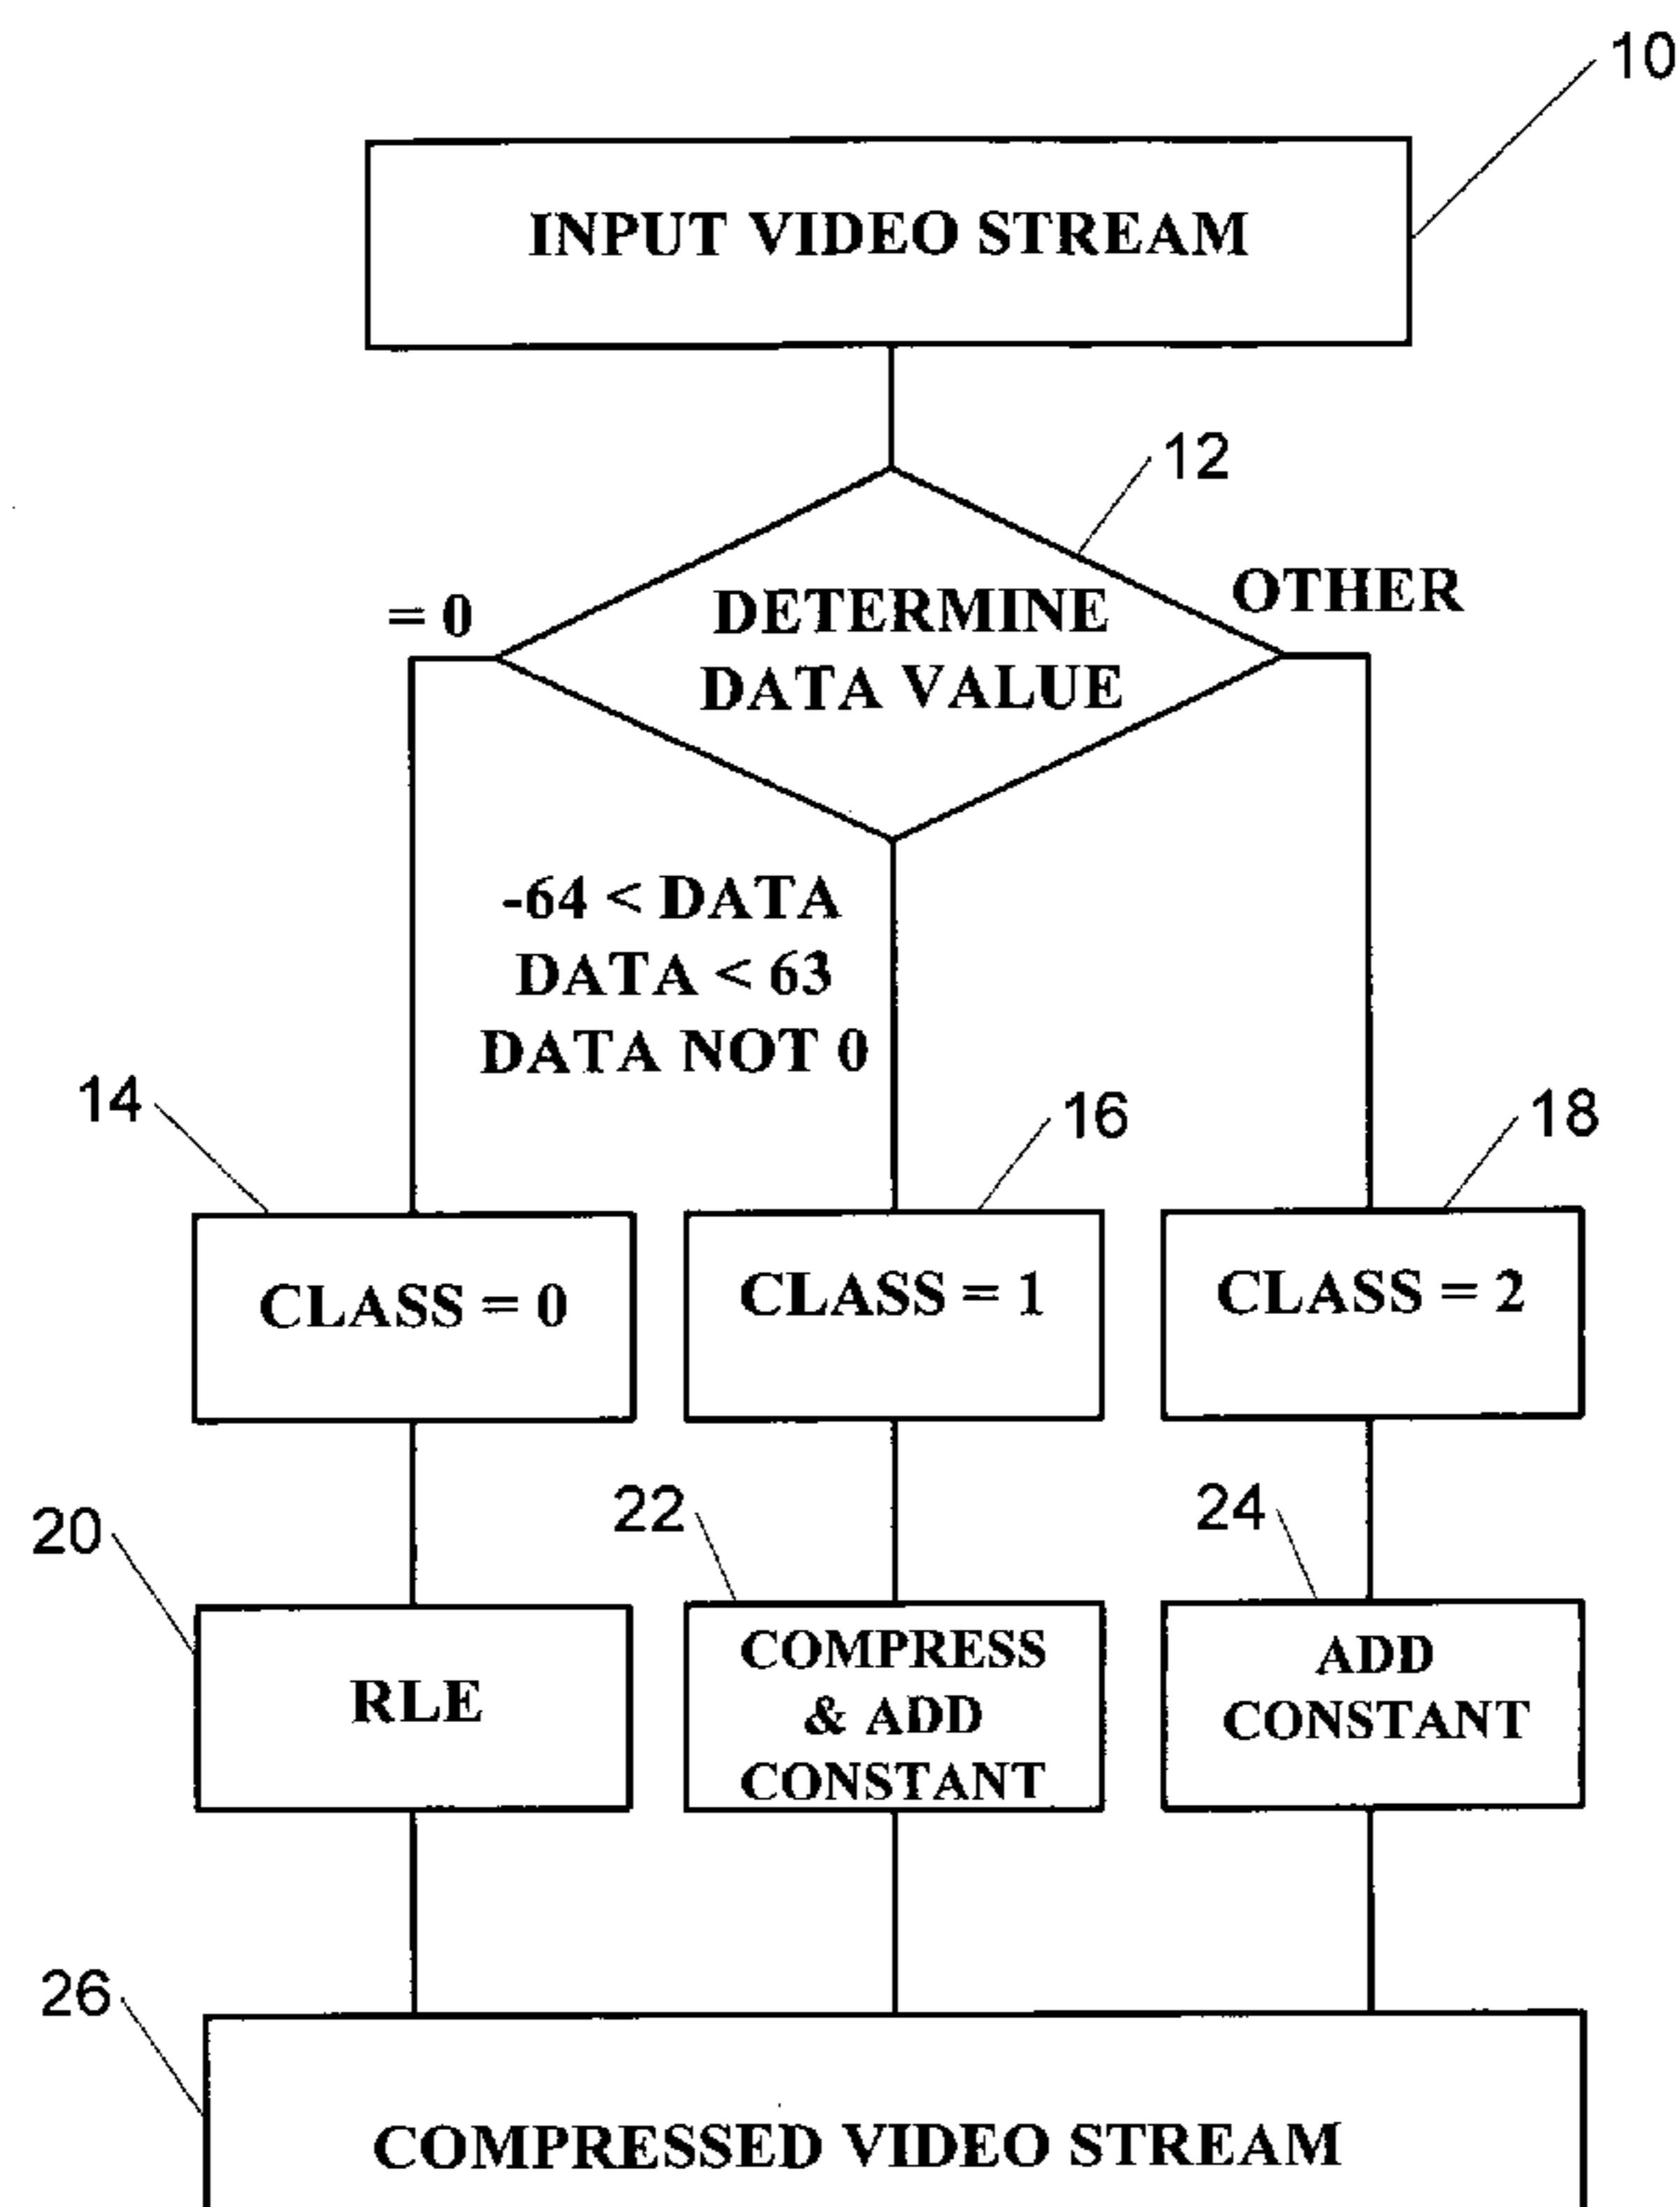 10
INPUT VIDEO STREAM
12
= 0
DETERMINE
DATA VALUE
OTHER
-64 < DATA
DATA < 63
DATA NOT 0
14
16
18
CLASS = 0
CLASS = 1
CLASS = 2
20
22
24
RLE
COMPRESS
& ADD
CONSTANT
ADD
CONSTANT
26
COMPRESSED VIDEO STREAM